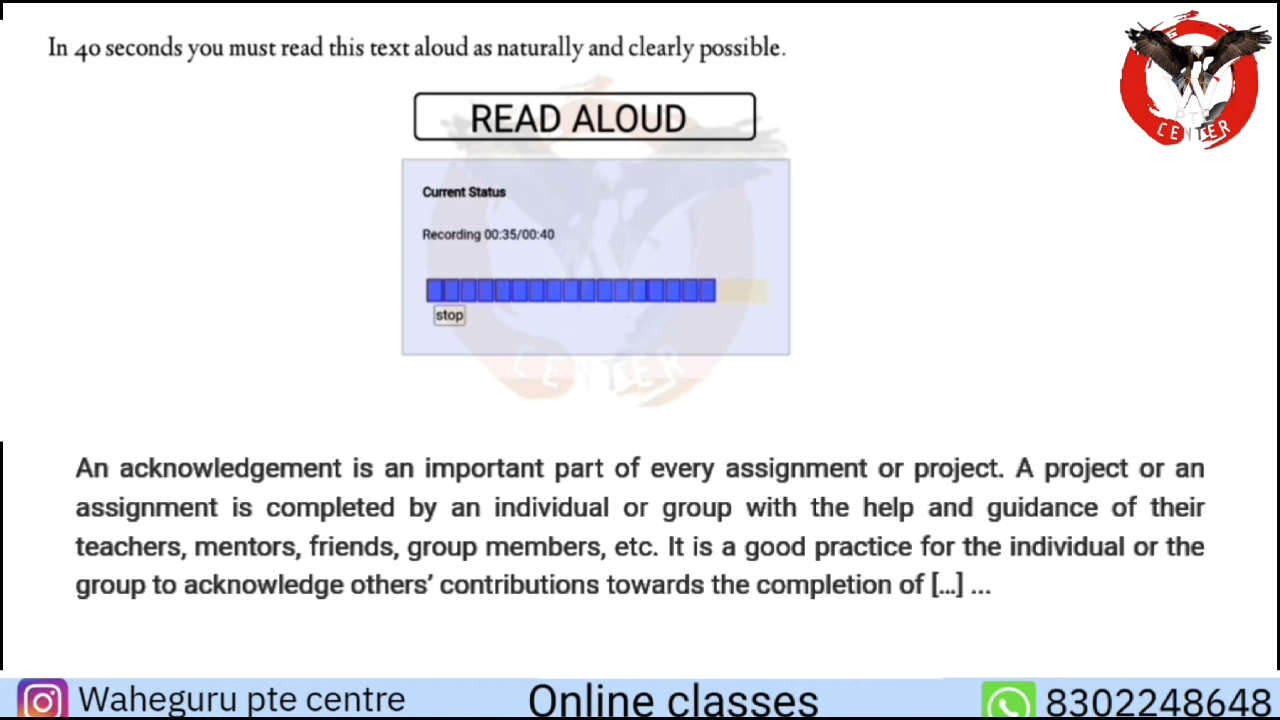 In 40 seconds you must read this text aloud as naturally and clearly possible.
PTE
CENTER
READ ALOUD
Current Status
Recording 00:35/00:40
stop
CENTER
An acknowledgement is an important part of every assignment or project. A project or an
assignment is completed by an individual or group with the help and guidance of their
teachers, mentors, friends, group members, etc. It is a good practice for the individual or the
group to acknowledge others’ contributions towards the completion of […] ...
Waheguru pte centre
Online classes
8302248648